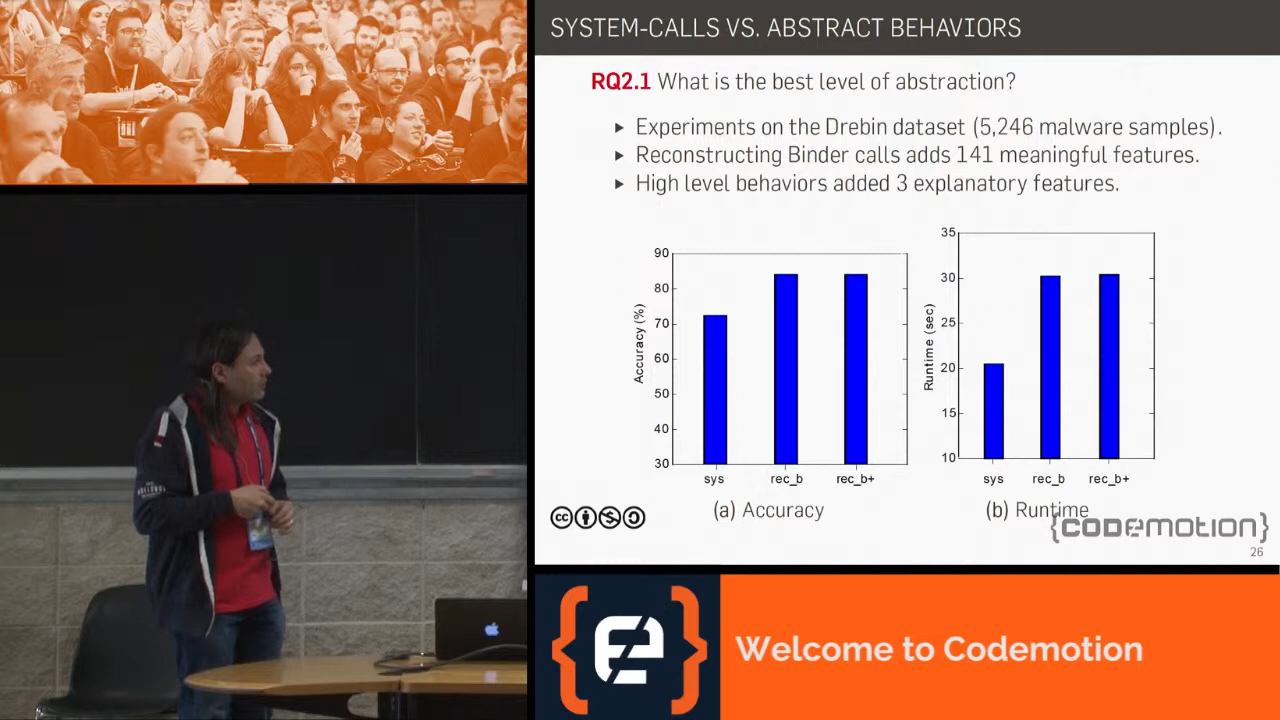 SYSTEM-CALLS VS. ABSTRACT BEHAVIORS
RQ2.1 What is the best level of abstraction?
Experiments on the Drebin dataset (5,246 malware samples).
Reconstructing Binder calls adds 141 meaningful features.
High level behaviors added 3 explanatory features.
90
80
70
60
50
40
30
Accuracy (%)
sys rec_b rec_b+
(a) Accuracy
35
30
25
20
15
10
Runtime (sec)
sys rec_b rec_b+
(b) Runtime
cc
{CODEMOTION}
26
Welcome to Codemotion